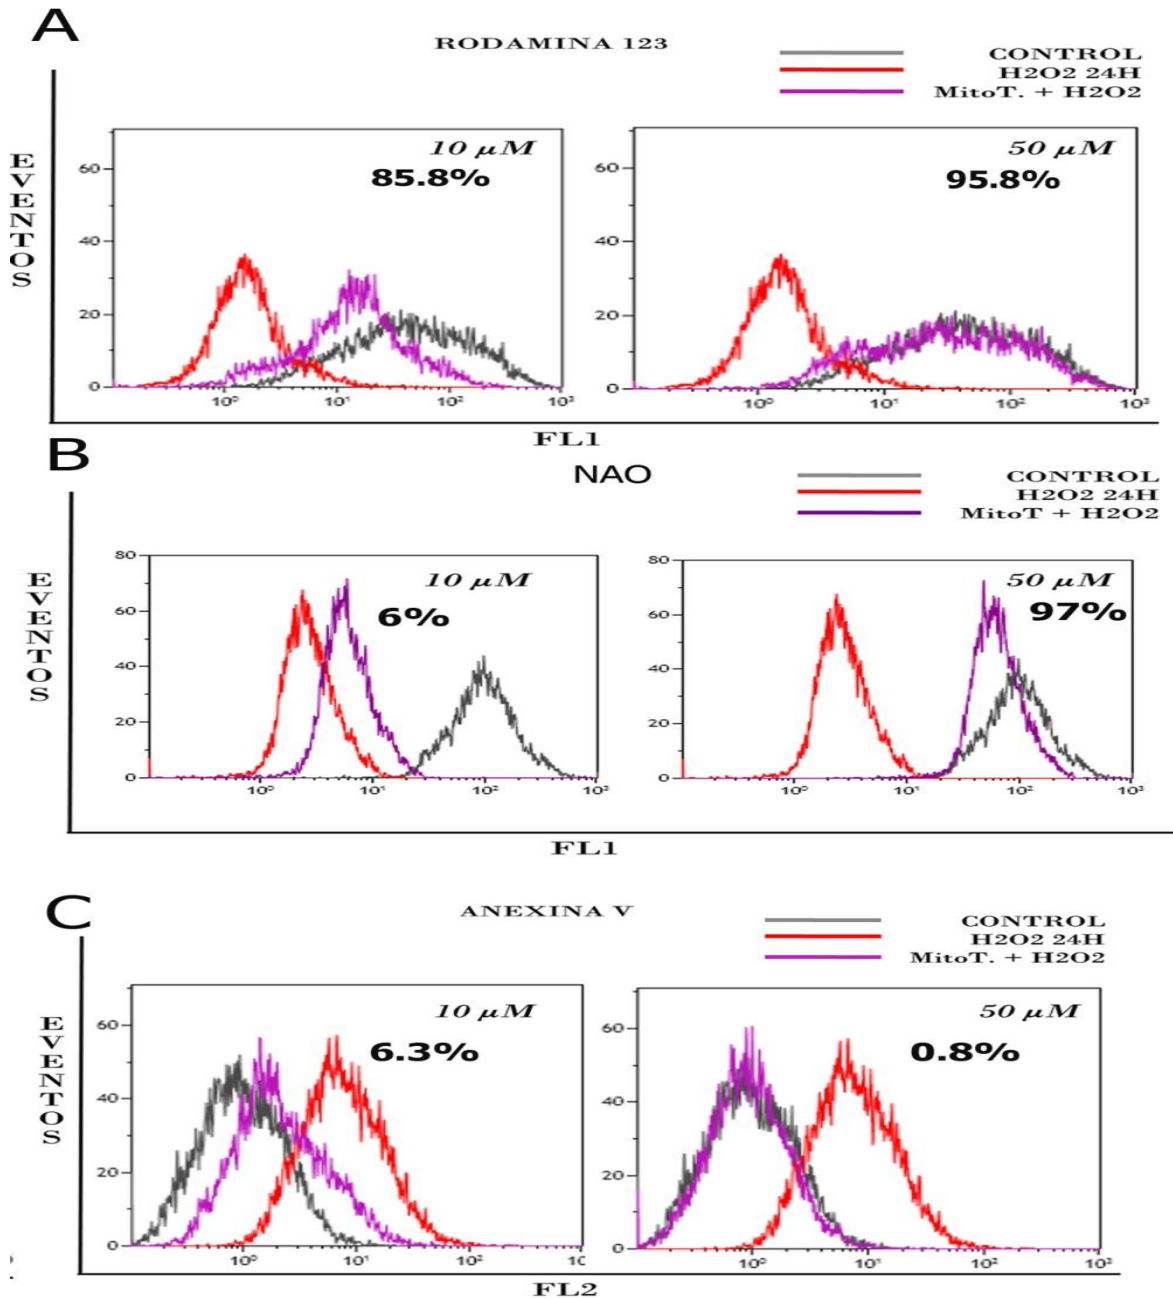 A
RODAMINA 123
CONTROL
H2O2 24H
MitoT. + H2O2
EVENTOS
10 µM
85.8%
60
40
20
0
10⁰ 10¹ 10² 10³
50 µM
95.8%
60
40
20
0
10⁰ 10¹ 10² 10³
FL1
B
NAO
CONTROL
H2O2 24H
MitoT + H2O2
EVENTOS
10 µM
6%
80
60
40
20
0
10⁰ 10¹ 10² 10³
50 µM
97%
80
60
40
20
0
10⁰ 10¹ 10² 10³
FL1
C
ANEXINA V
CONTROL
H2O2 24H
MitoT. + H2O2
EVENTOS
10 µM
6.3%
60
40
20
0
10⁰ 10¹ 10²
50 µM
0.8%
60
40
20
0
10⁰ 10¹ 10² 10³
FL2